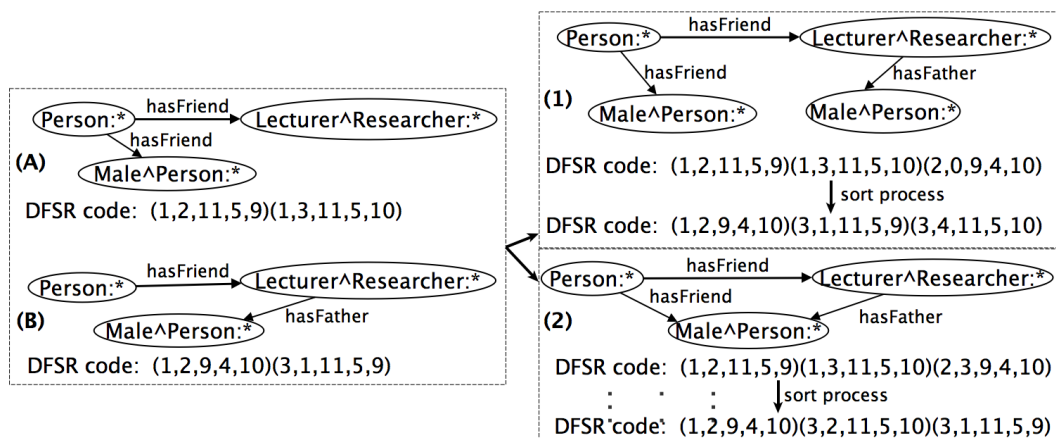 hasFriend
Person:*
Lecturer^Researcher:*
hasFriend
(A)
Male^Person:*
DFSR code: (1,2,11,5,9)(1,3,11,5,10)
hasFriend
Person:*
Lecturer^Researcher:*
(B)
Male^Person:*
hasFather
DFSR code: (1,2,9,4,10)(3,1,11,5,9)
hasFriend
Person:*
Lecturer^Researcher:*
hasFriend
hasFather
(1)
Male^Person:*
Male^Person:*
DFSR code: (1,2,11,5,9)(1,3,11,5,10)(2,0,9,4,10)
sort process
DFSR code: (1,2,9,4,10)(3,1,11,5,9)(3,4,11,5,10)
hasFriend
Person:*
Lecturer^Researcher:*
hasFriend
hasFather
(2)
Male^Person:*
DFSR code: (1,2,11,5,9)(1,3,11,5,10)(2,3,9,4,10)
sort process
DFSR code: (1,2,9,4,10)(3,2,11,5,10)(3,1,11,5,9)